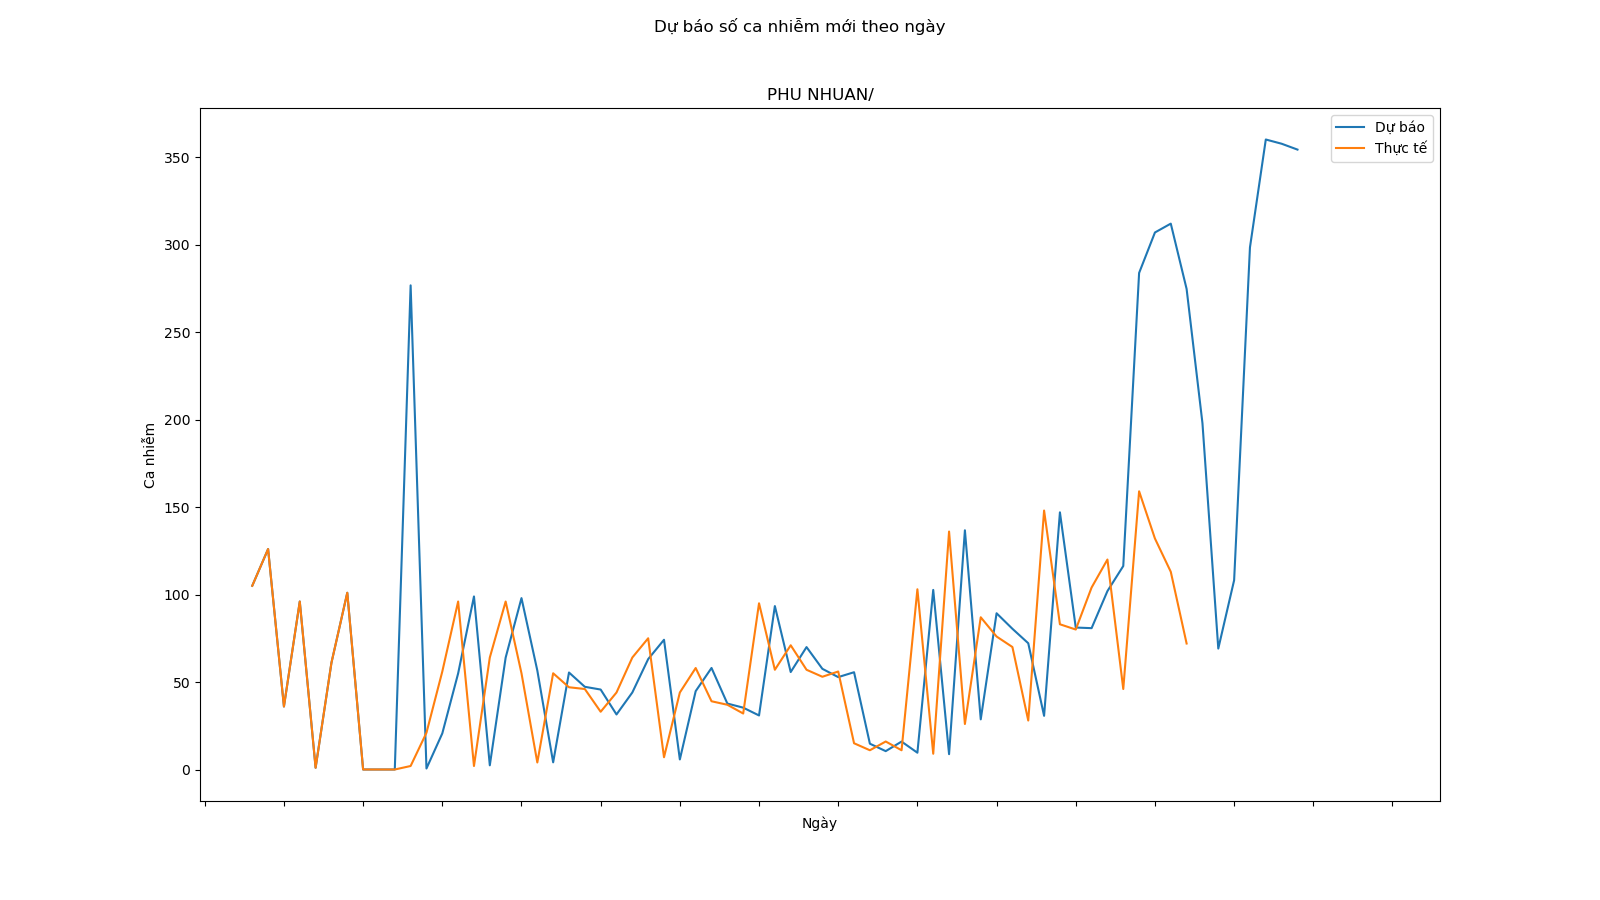 Dự báo số ca nhiễm mới theo ngày
PHU NHUAN/
Dự báo
Thực tế
350
300
250
200
150
100
50
0
Ca nhiễm
Ngày